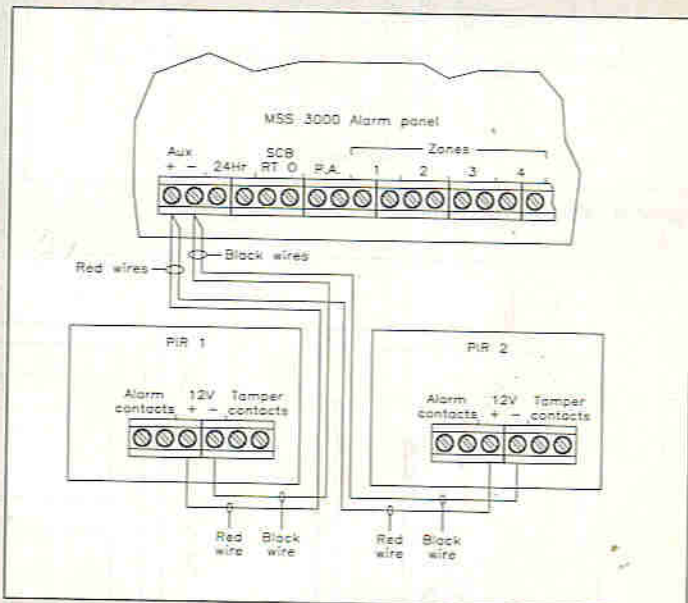 MSS 3000 Alarm panel
Zones
Aux
SCB
+ - 24Hr RT O P.A. 1 2 3 4
Black wires
Red wires
PIR 1
PIR 2
Alarm contacts
12V
+ -
Tamper contacts
Alarm contacts
12V
+ -
Tamper contacts
Red wire
Black wire
Red wire
Black wire